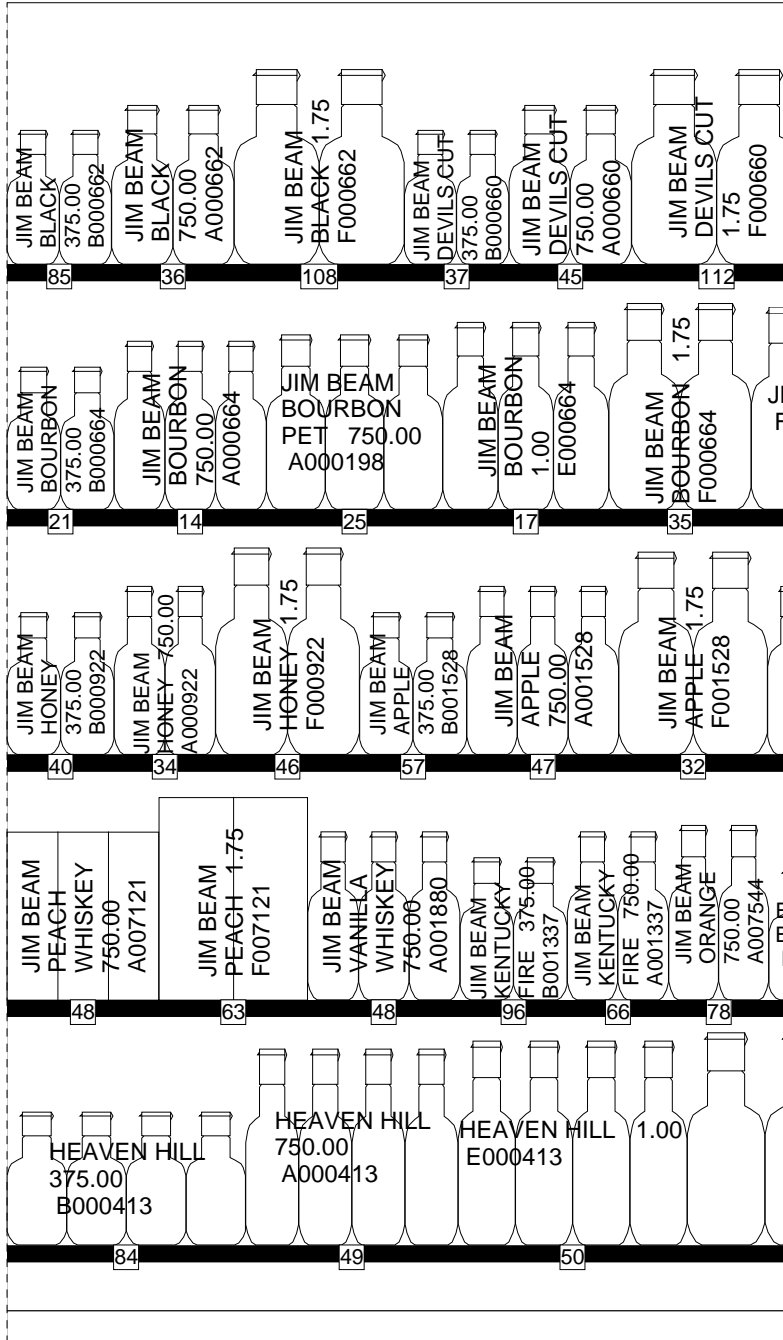 JIM BEAM
BLACK
375.00
B000662
JIM BEAM
BLACK
750.00
A000662
JIM BEAM
BLACK 1.75
F000662
JIM BEAM
DEVILS CUT
375.00
B000660
JIM BEAM
DEVILS CUT
750.00
A000660
JIM BEAM
DEVILS CUT
1.75
F000660
85
36
108
37
45
112
JIM BEAM
BOURBON
375.00
B000664
JIM BEAM
BOURBON
750.00
A000664
JIM BEAM
BOURBON
PET 750.00
A000198
JIM BEAM
BOURBON
1.00
E000664
JIM BEAM
BOURBON 1.75
F000664
21
14
25
17
35
JIM BEAM
HONEY
375.00
B000922
JIM BEAM
HONEY 750.00
A000922
JIM BEAM
HONEY 1.75
F000922
JIM BEAM
APPLE
375.00
B001528
JIM BEAM
APPLE
750.00
A001528
JIM BEAM
APPLE 1.75
F001528
40
34
46
57
47
32
JIM BEAM
PEACH
WHISKEY
750.00
A007121
JIM BEAM
PEACH 1.75
F007121
JIM BEAM
VANILLA
WHISKEY
750.00
A001880
JIM BEAM
KENTUCKY
FIRE 375.00
B001337
JIM BEAM
KENTUCKY
FIRE 750.00
A001337
JIM BEAM
ORANGE
750.00
A007544
48
63
48
96
66
78
HEAVEN HILL
375.00
B000413
HEAVEN HILL
750.00
A000413
HEAVEN HILL 1.00
E000413
84
49
50